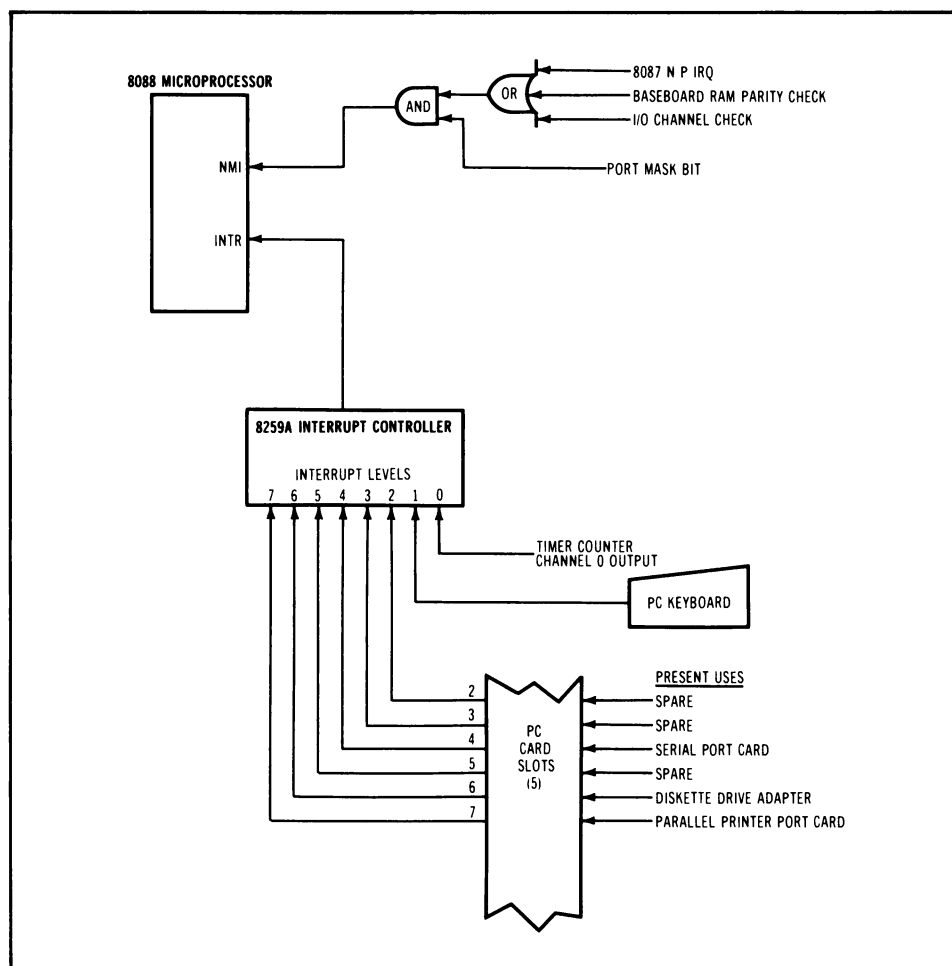 8088 MICROPROCESSOR
8087 N P IRQ
OR
BASEBOARD RAM PARITY CHECK
AND
I/O CHANNEL CHECK
NMI
PORT MASK BIT
INTR
8259A INTERRUPT CONTROLLER
INTERRUPT LEVELS
7 6 5 4 3 2 1 0
TIMER COUNTER
CHANNEL 0 OUTPUT
PC KEYBOARD
PRESENT USES
2
SPARE
3
SPARE
4
SERIAL PORT CARD
5
SPARE
6
DISKETTE DRIVE ADAPTER
7
PARALLEL PRINTER PORT CARD
PC
CARD
SLOTS
(5)